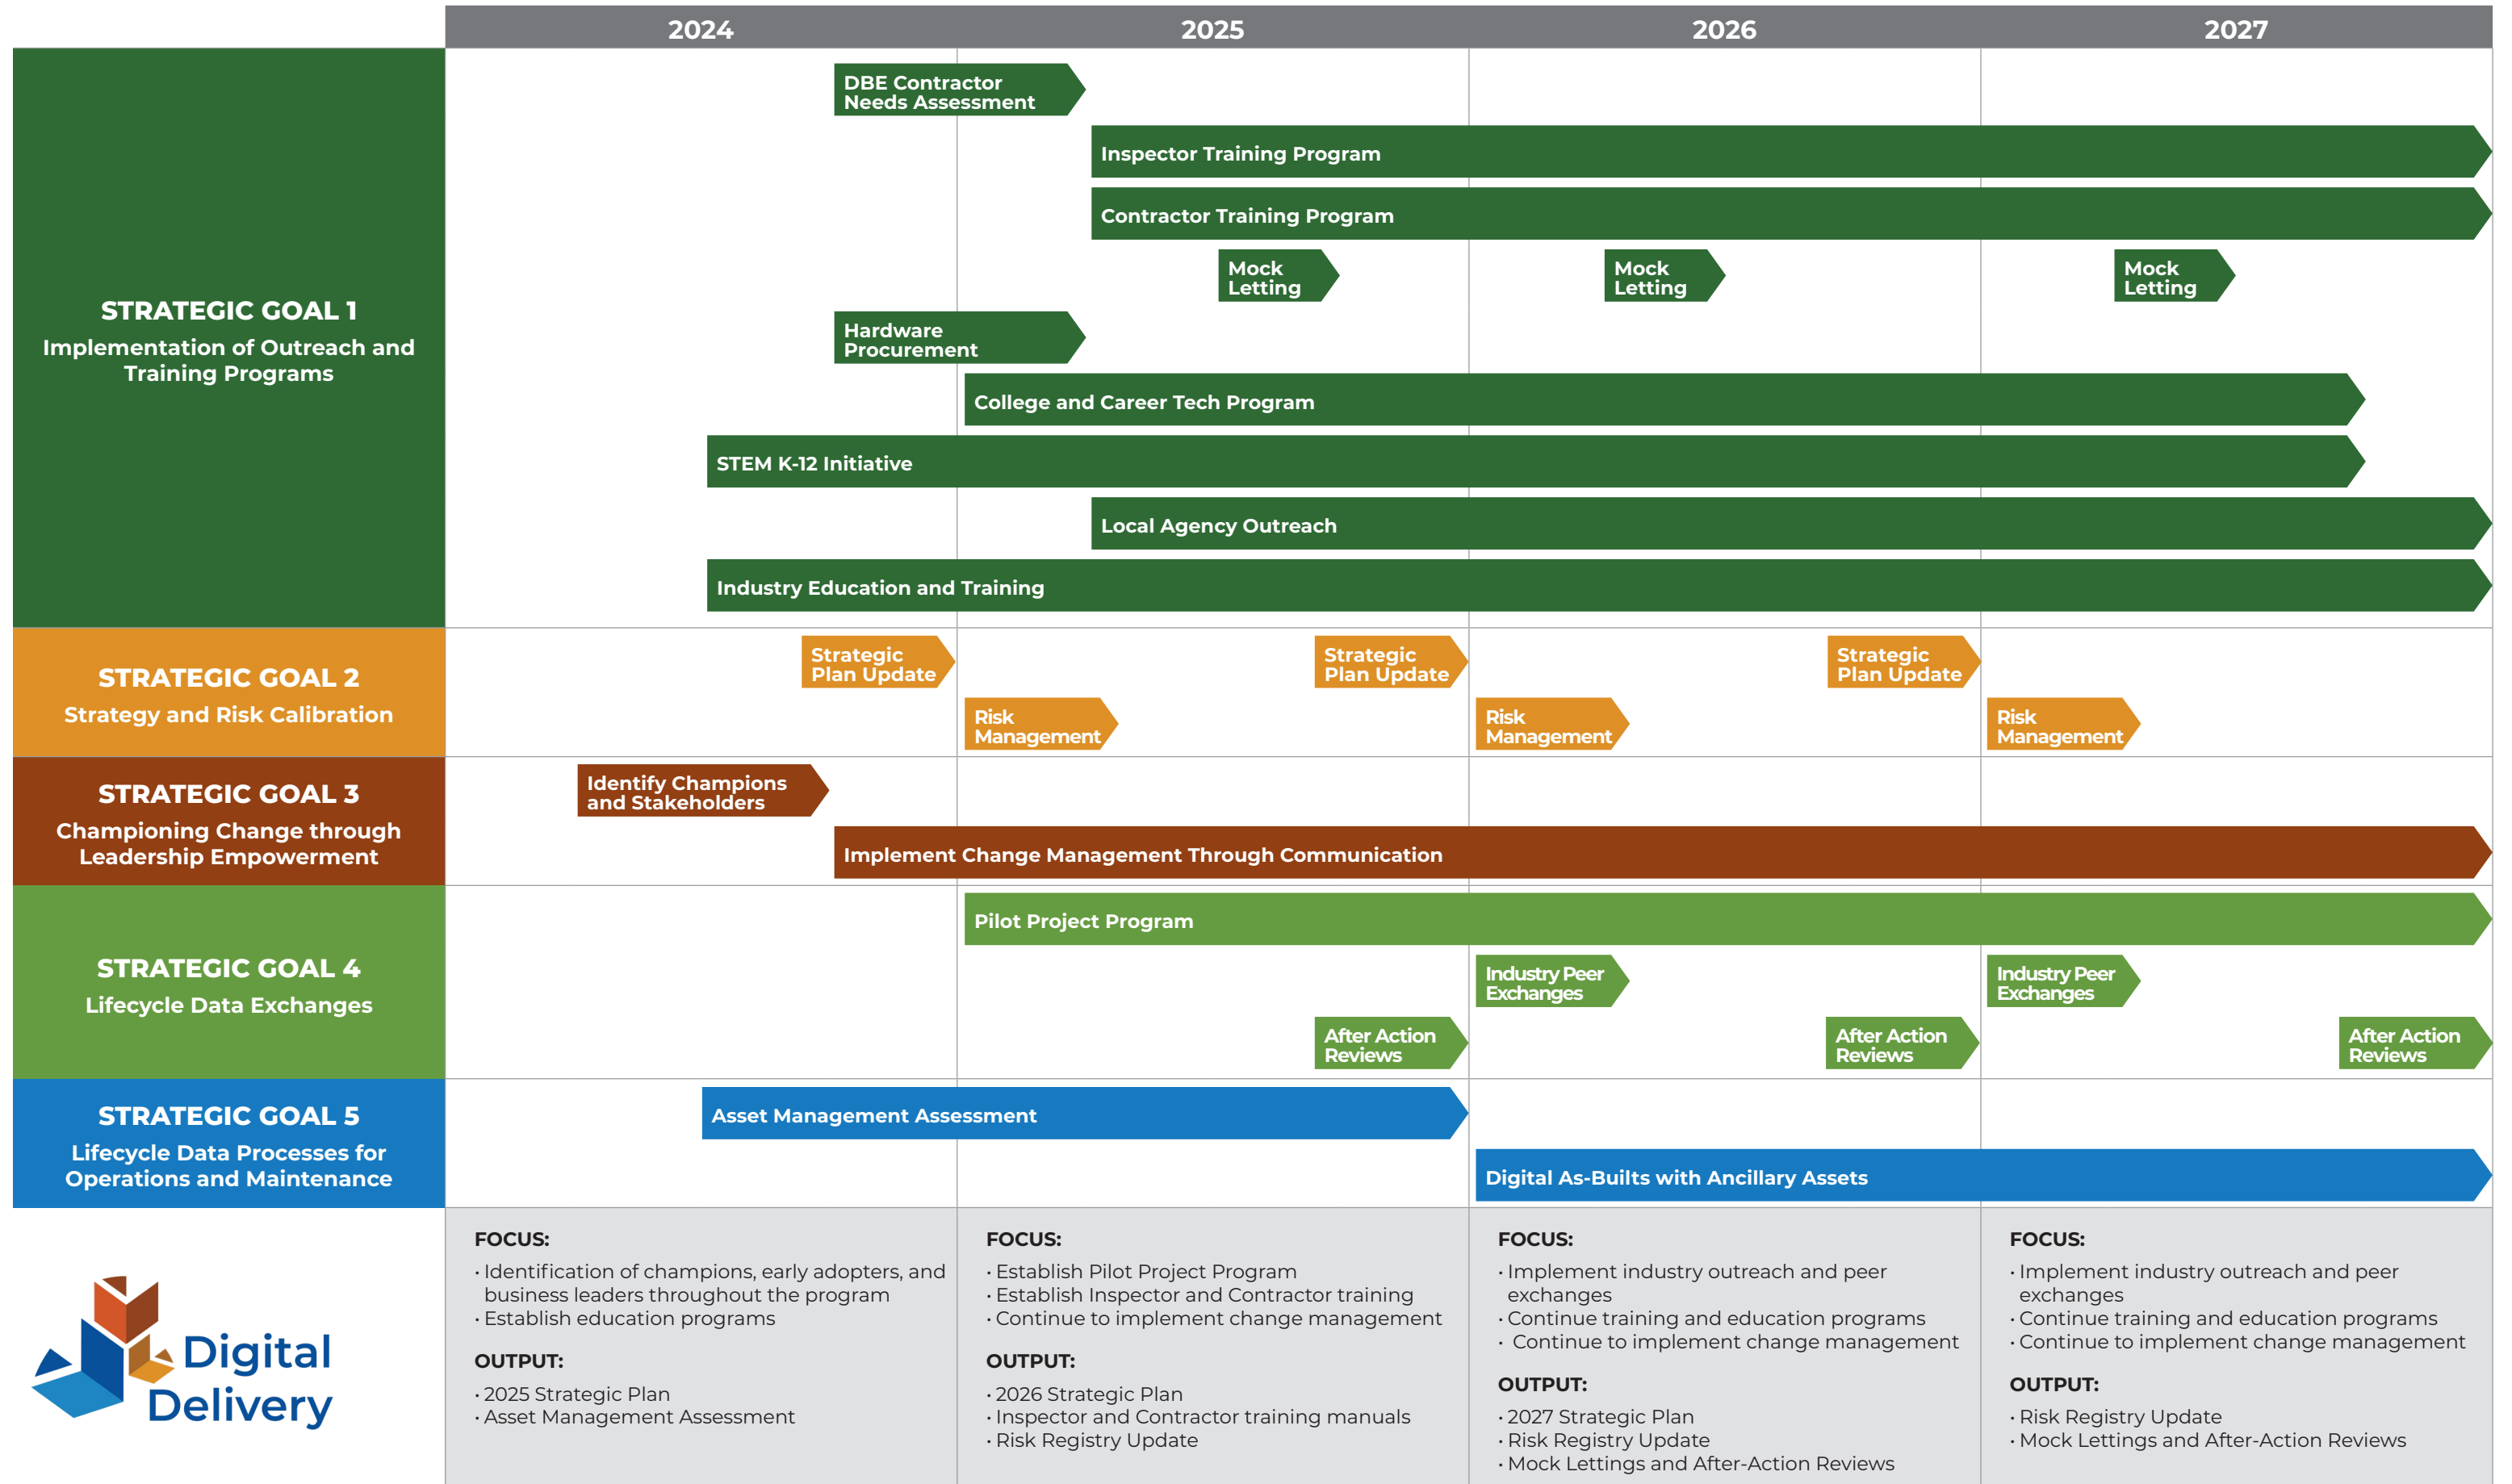 2024 2025 2026 2027
STRATEGIC GOAL 1
Implementation of Outreach and
Training Programs
DBE Contractor
Needs Assessment
Inspector Training Program
Contractor Training Program
Mock
Letting
Mock
Letting
Mock
Letting
Hardware
Procurement
College and Career Tech Program
STEM K-12 Initiative
Local Agency Outreach
Industry Education and Training
STRATEGIC GOAL 2
Strategy and Risk Calibration
Strategic
Plan Update
Strategic
Plan Update
Strategic
Plan Update
Risk
Management
Risk
Management
Risk
Management
STRATEGIC GOAL 3
Championing Change through
Leadership Empowerment
Identify Champions
and Stakeholders
Implement Change Management Through Communication
STRATEGIC GOAL 4
Lifecycle Data Exchanges
Pilot Project Program
Industry Peer
Exchanges
Industry Peer
Exchanges
After Action
Reviews
After Action
Reviews
After Action
Reviews
STRATEGIC GOAL 5
Lifecycle Data Processes for
Operations and Maintenance
Asset Management Assessment
Digital As-Builts with Ancillary Assets
Digital
Delivery
FOCUS:
· Identification of champions, early adopters, and
business leaders throughout the program
· Establish education programs
OUTPUT:
· 2025 Strategic Plan
· Asset Management Assessment
FOCUS:
· Establish Pilot Project Program
· Establish Inspector and Contractor training
· Continue to implement change management
OUTPUT:
· 2026 Strategic Plan
· Inspector and Contractor training manuals
· Risk Registry Update
FOCUS:
· Implement industry outreach and peer
exchanges
· Continue training and education programs
· Continue to implement change management
OUTPUT:
· 2027 Strategic Plan
· Risk Registry Update
· Mock Lettings and After-Action Reviews
FOCUS:
· Implement industry outreach and peer
exchanges
· Continue training and education programs
· Continue to implement change management
OUTPUT:
· Risk Registry Update
· Mock Lettings and After-Action Reviews